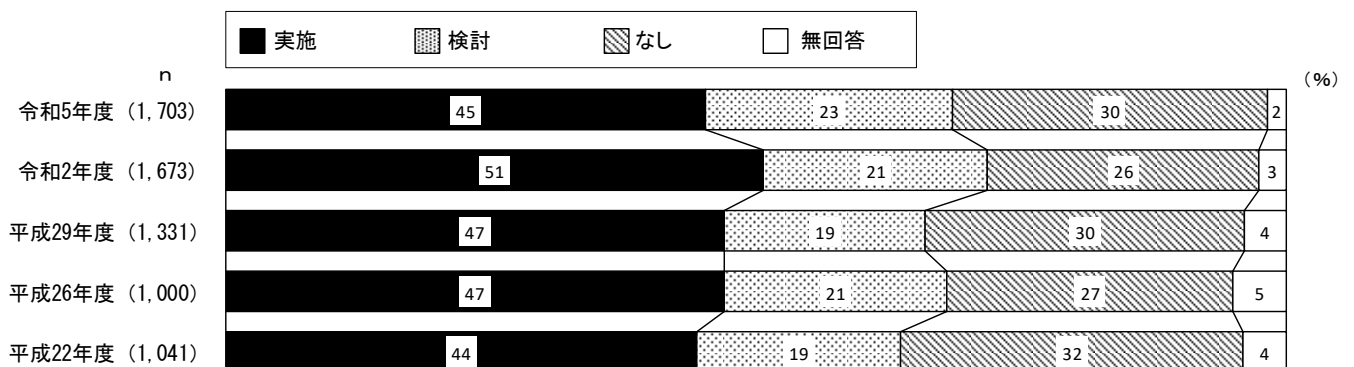 実施 検討 なし 無回答
n
(%)
令和5年度 (1,703) 45 23 30 2
令和2年度 (1,673) 51 21 26 3
平成29年度 (1,331) 47 19 30 4
平成26年度 (1,000) 47 21 27 5
平成22年度 (1,041) 44 19 32 4